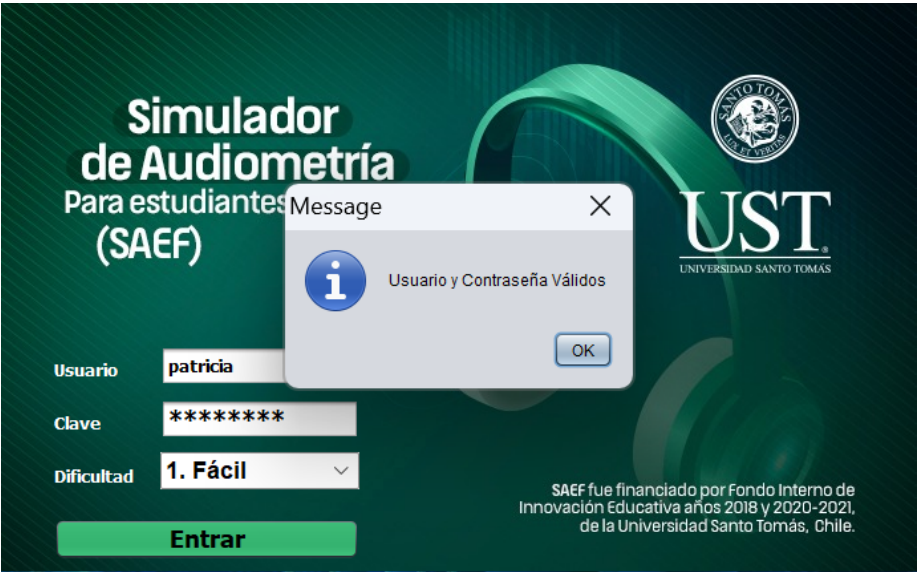 Simulador
de Audiometría
Para estudiantes
(SAEF)
Message
Usuario y Contraseña Válidos
OK
SANTO TOMAS
LUX ET VERITAS
UST
UNIVERSIDAD SANTO TOMÁS
Usuario
patricia
Clave
********
Dificultad
1. Fácil
Entrar
SAEF fue financiado por Fondo Interno de
Innovación Educativa años 2018 y 2020-2021,
de la Universidad Santo Tomás, Chile.